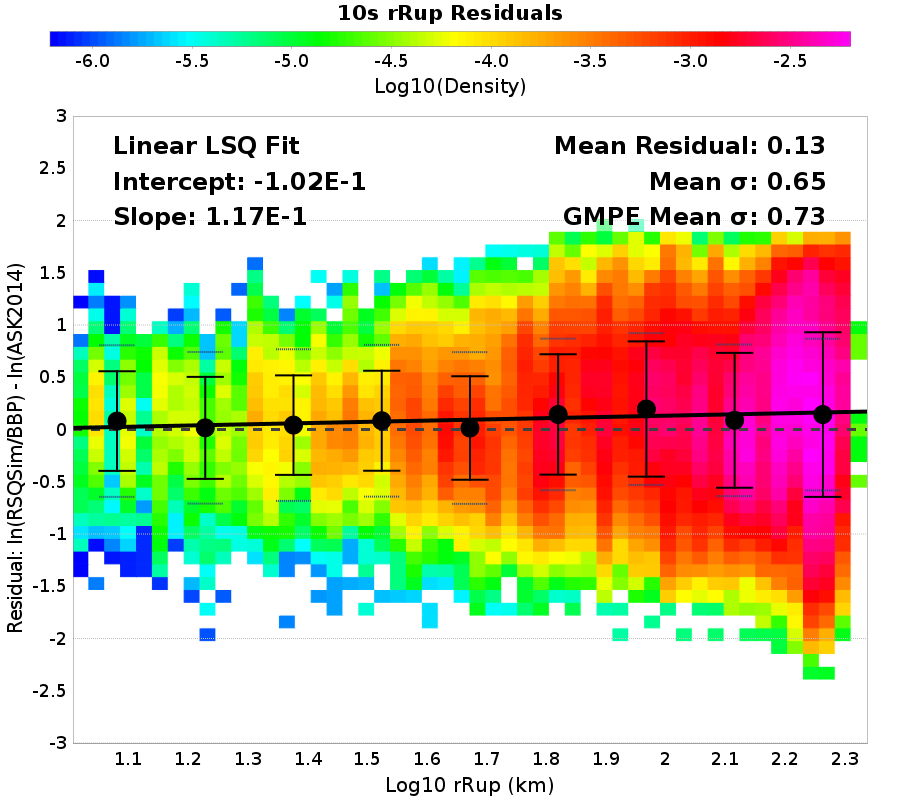 10s rRup Residuals
-6.0 -5.5 -5.0 -4.5 -4.0 -3.5 -3.0 -2.5
Log10(Density)
Linear LSQ Fit
Intercept: -1.02E-1
Slope: 1.17E-1
Mean Residual: 0.13
Mean σ: 0.65
GMPE Mean σ: 0.73
Residual: ln(RSQSim/BBP) - ln(ASK2014)
3
2.5
2
1.5
1
0.5
0
-0.5
-1
-1.5
-2
-2.5
-3
1.1 1.2 1.3 1.4 1.5 1.6 1.7 1.8 1.9 2 2.1 2.2 2.3
Log10 rRup (km)